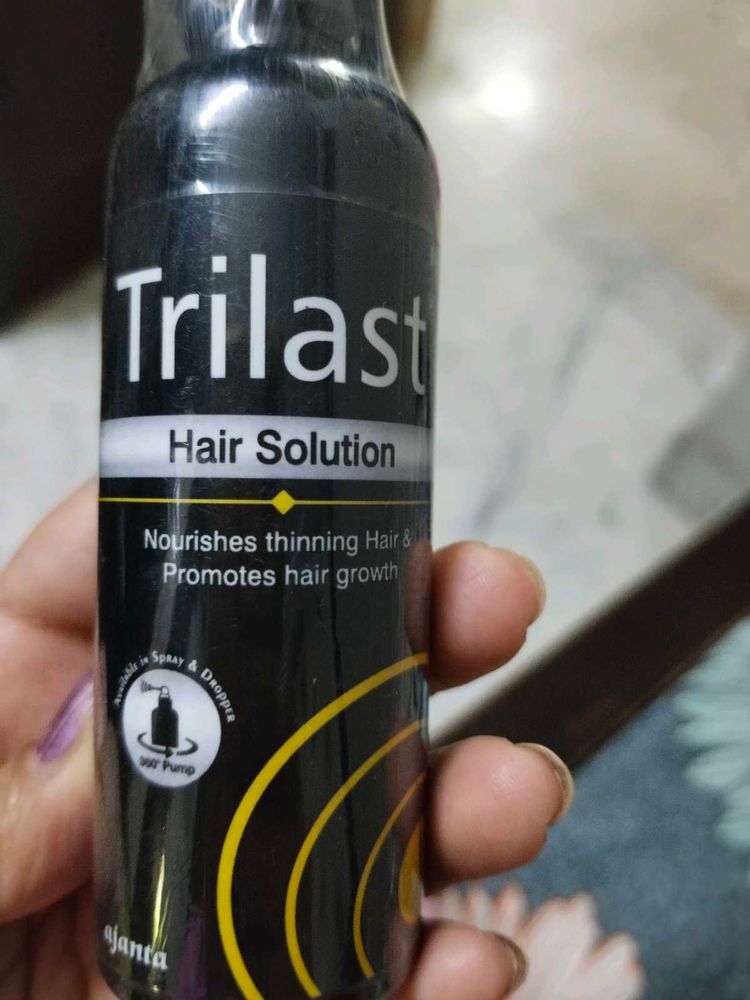 Trilast
Hair Solution
Nourishes thinning Hair &
Promotes hair growth
Available in Spray & Dropper
360° Pump
ajanta